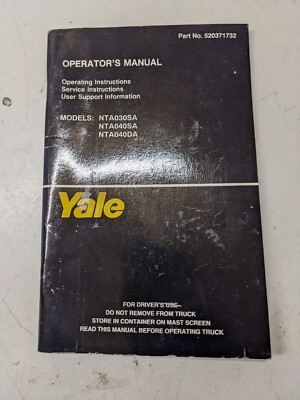 Part No. 520371732
OPERATOR'S MANUAL
Operating Instructions
Service Instructions
User Support Information
MODELS: NTA030SA
NTA040SA
NTA040DA
Yale
FOR DRIVER'S USE
DO NOT REMOVE FROM TRUCK
STORE IN CONTAINER ON MAST SCREEN
READ THIS MANUAL BEFORE OPERATING TRUCK